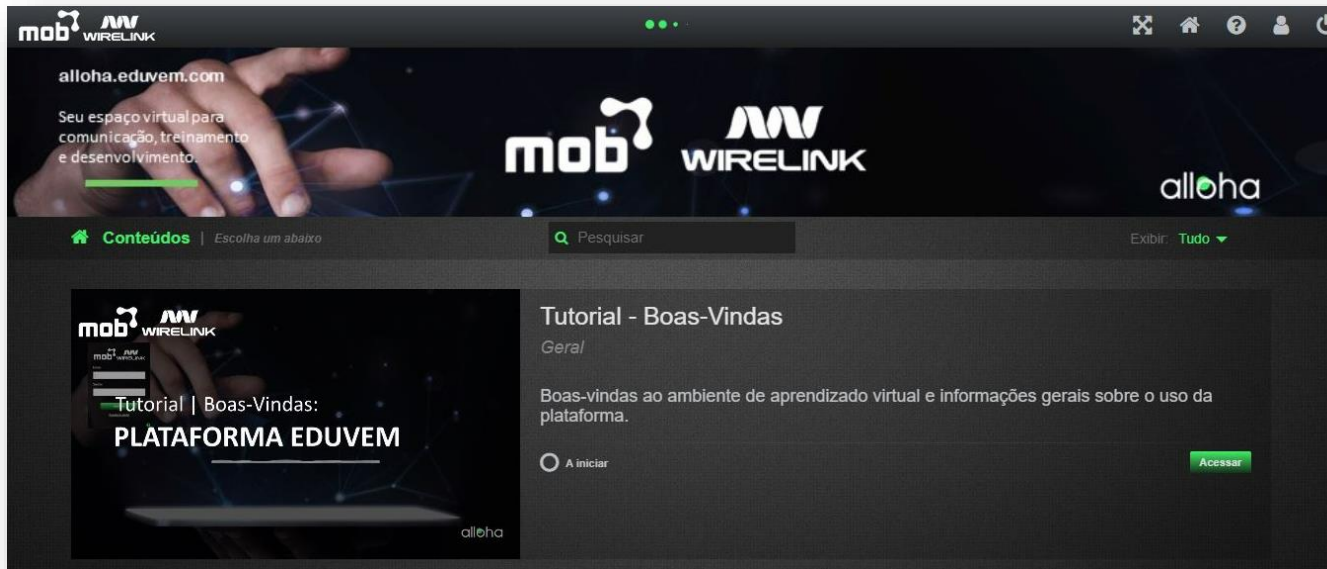 mob WIRELINK
alloha.eduvem.com
Seu espaço virtual para
comunicação, treinamento
e desenvolvimento.
mob WIRELINK
alloha
Conteúdos | Escolha um abaixo
Pesquisar
Exibir: Tudo
mob WIRELINK
mob WIRELINK
Tutorial | Boas-Vindas:
PLATAFORMA EDUVEM
alloha
Tutorial - Boas-Vindas
Geral
Boas-vindas ao ambiente de aprendizado virtual e informações gerais sobre o uso da
plataforma.
A iniciar
Acessar